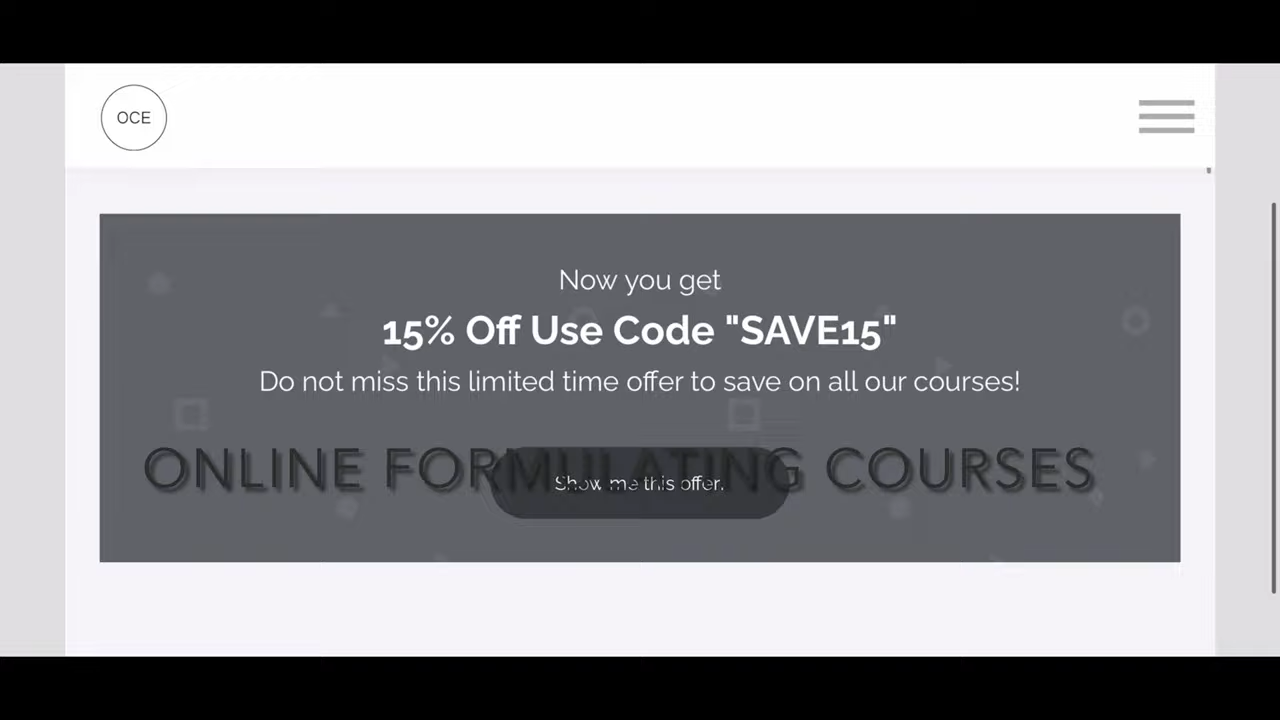 OCE
Now you get
15% Off Use Code "SAVE15"
Do not miss this limited time offer to save on all our courses!
ONLINE FORMULATING COURSES
Show me this offer.